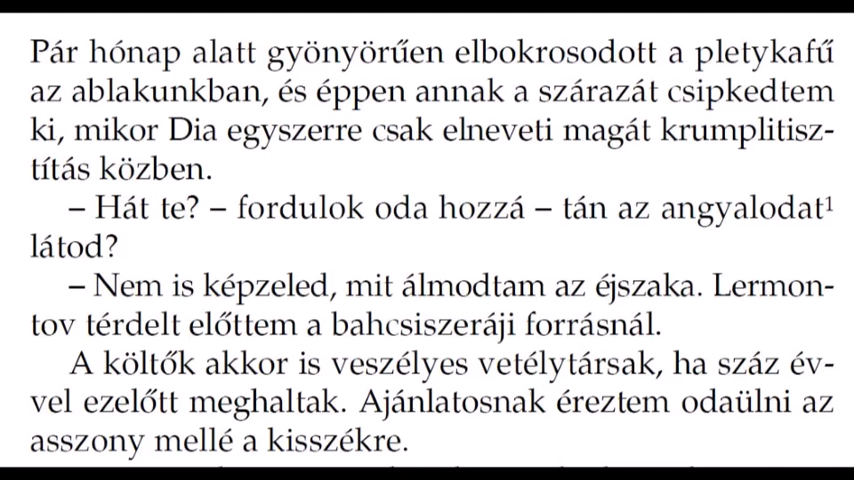 Pár hónap alatt gyönyörűen elbokrosodott a pletykafű
az ablakunkban, és éppen annak a szárazát csipkedtem
ki, mikor Dia egyszerre csak elneveti magát krumplitisz-
títás közben.
– Hát te? – fordulok oda hozzá – tán az angyalodat¹
látod?
– Nem is képzeled, mit álmodtam az éjszaka. Lermon-
tov térdelt előttem a bahcsiszeráji forrásnál.
A költők akkor is veszélyes vetélytársak, ha száz év-
vel ezelőtt meghaltak. Ajánlatosnak éreztem odaülni az
asszony mellé a kisszékre.